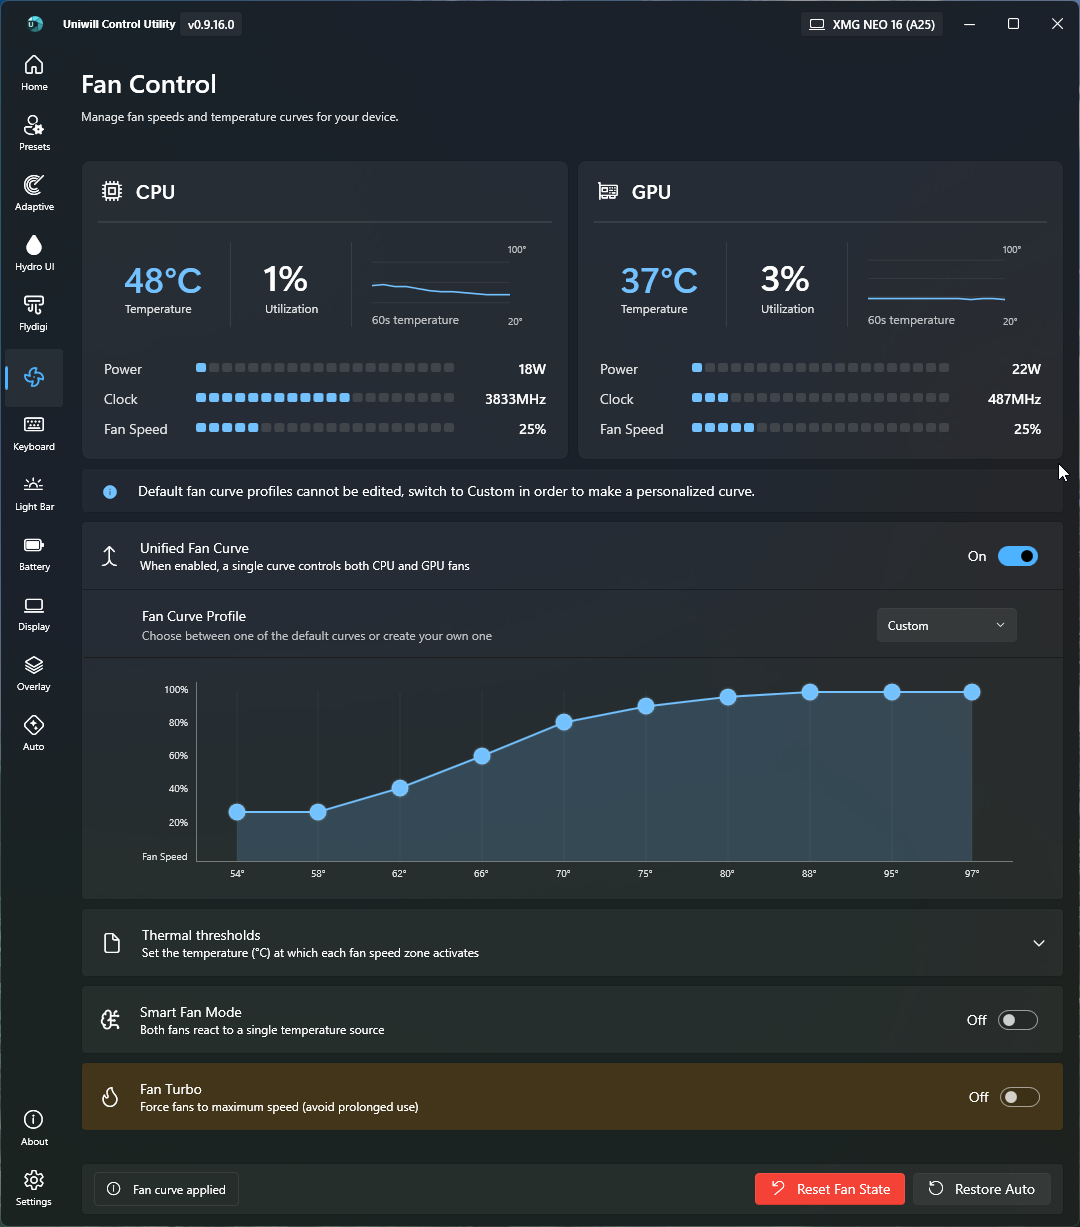 Uniwill Control Utility v0.9.16.0
XMG NEO 16 (A25)
Home
Presets
Adaptive
Hydro UI
Flydigi
Keyboard
Light Bar
Battery
Display
Overlay
Auto
About
Settings
Fan Control
Manage fan speeds and temperature curves for your device.
CPU
48°C
Temperature
1%
Utilization
100°
60s temperature
20°
Power 18W
Clock 3833MHz
Fan Speed 25%
GPU
37°C
Temperature
3%
Utilization
100°
60s temperature
20°
Power 22W
Clock 487MHz
Fan Speed 25%
Default fan curve profiles cannot be edited, switch to Custom in order to make a personalized curve.
Unified Fan Curve
When enabled, a single curve controls both CPU and GPU fans
On
Fan Curve Profile
Choose between one of the default curves or create your own one
Custom
100%
80%
60%
40%
20%
Fan Speed
54° 58° 62° 66° 70° 75° 80° 88° 95° 97°
Thermal thresholds
Set the temperature (°C) at which each fan speed zone activates
Smart Fan Mode
Both fans react to a single temperature source
Off
Fan Turbo
Force fans to maximum speed (avoid prolonged use)
Off
Fan curve applied
Reset Fan State
Restore Auto